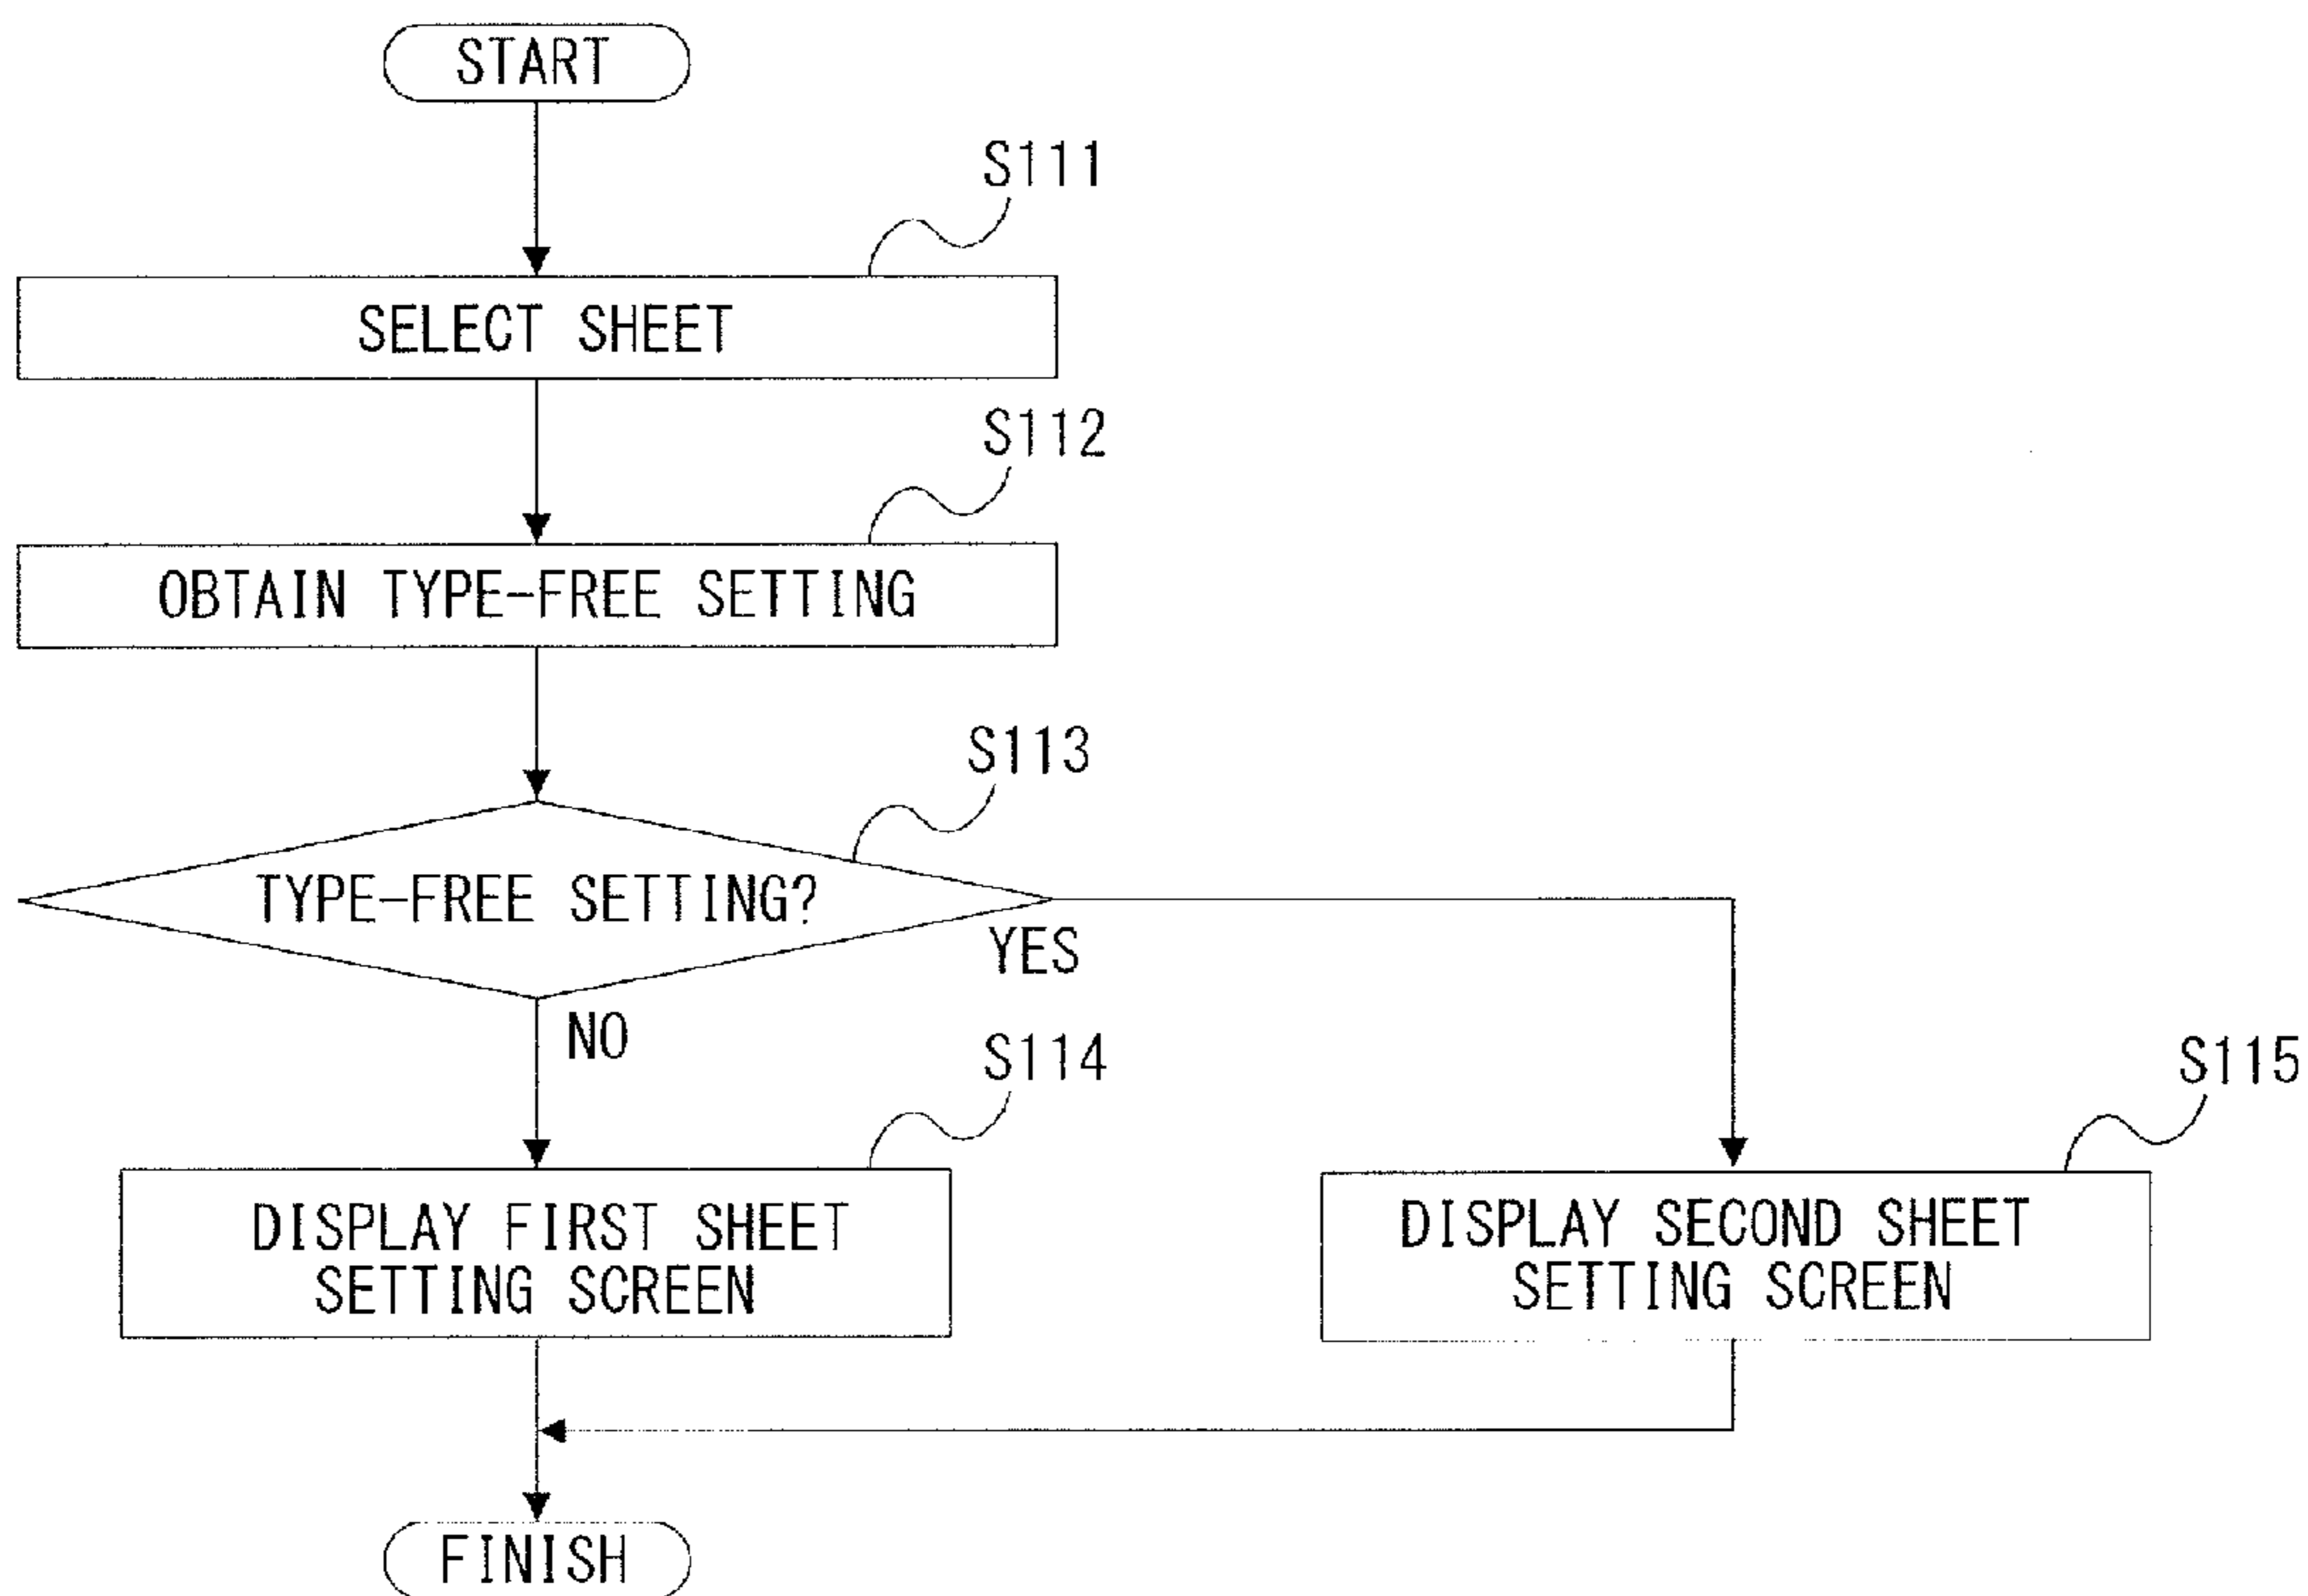 START
S111
SELECT SHEET
S112
OBTAIN TYPE-FREE SETTING
S113
TYPE-FREE SETTING?
YES
NO
S114
S115
DISPLAY FIRST SHEET
SETTING SCREEN
DISPLAY SECOND SHEET
SETTING SCREEN
FINISH